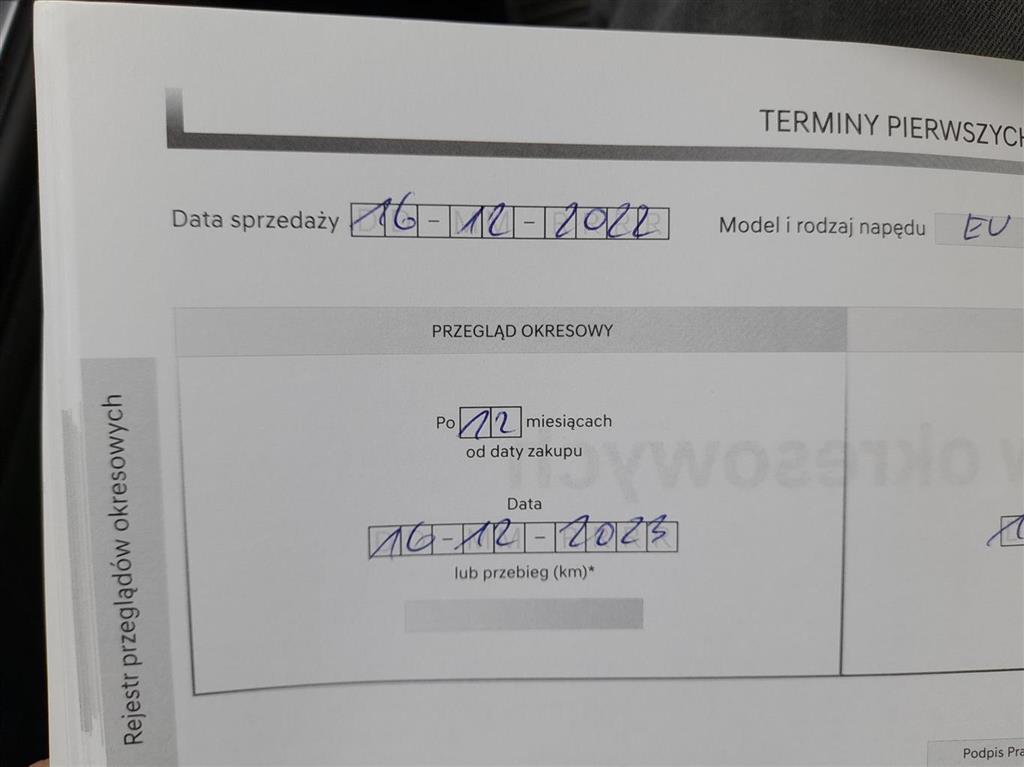 TERMINY PIERWSZYCH
Data sprzedaży 16-12-2022 Model i rodzaj napędu EU
PRZEGLĄD OKRESOWY
Po 12 miesiącach
od daty zakupu
Data
16-12-2023
lub przebieg (km)*
Rejestr przeglądów okresowych
Podpis